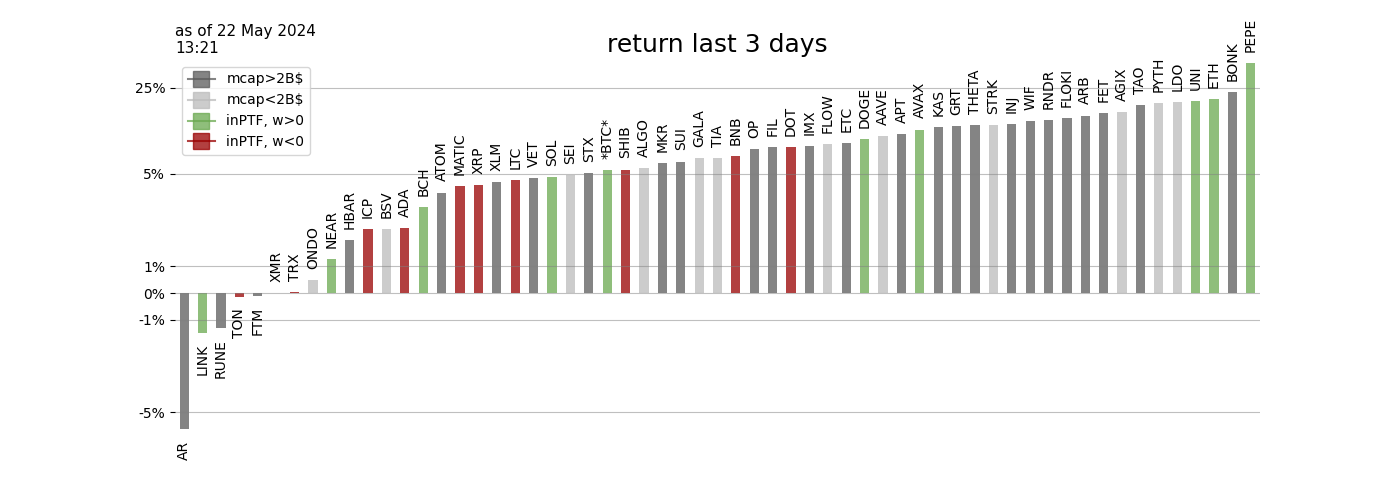 as of 22 May 2024
13:21
return last 3 days
mcap>2B$
mcap<2B$
inPTF, w>0
inPTF, w<0
25%
5%
1%
0%
-1%
-5%
AR
LINK
RUNE
TON
FTM
XMR
TRX
ONDO
NEAR
HBAR
ICP
BSV
ADA
BCH
ATOM
MATIC
XRP
XLM
LTC
VET
SOL
SEI
STX
*BTC*
SHIB
ALGO
MKR
SUI
GALA
TIA
BNB
OP
FIL
DOT
IMX
FLOW
ETC
DOGE
AAVE
APT
AVAX
KAS
GRT
THETA
STRK
INJ
WIF
RNDR
FLOKI
ARB
FET
AGIX
TAO
PYTH
LDO
UNI
ETH
BONK
PEPE